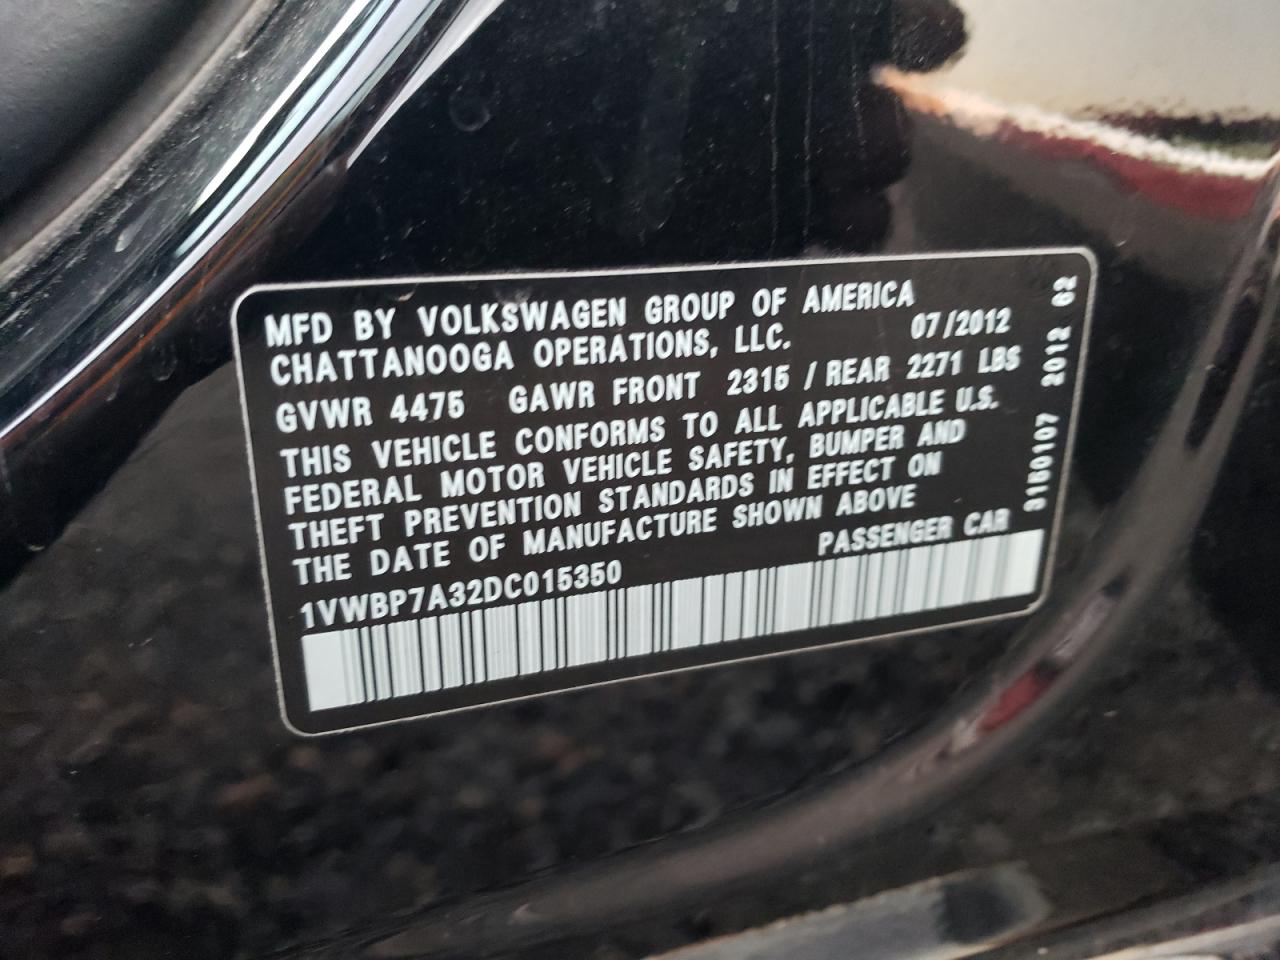 MFD BY VOLKSWAGEN GROUP OF AMERICA
CHATTANOOGA OPERATIONS, LLC. 07/2012
GVWR 4475 GAWR FRONT 2315 / REAR 2271 LBS
THIS VEHICLE CONFORMS TO ALL APPLICABLE U.S.
FEDERAL MOTOR VEHICLE SAFETY, BUMPER AND
THEFT PREVENTION STANDARDS IN EFFECT ON
THE DATE OF MANUFACTURE SHOWN ABOVE
1VWBP7A32DC015350 PASSENGER CAR
3150107 2012 62